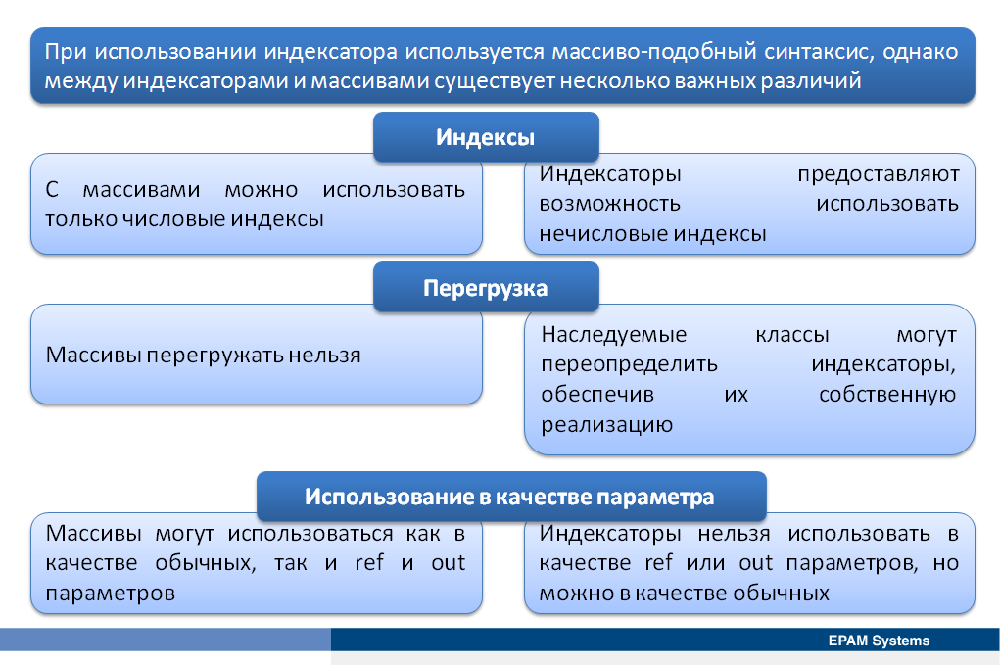 При использовании индексатора используется массиво-подобный синтаксис, однако
между индексаторами и массивами существует несколько важных различий
Индексы
С массивами можно использовать
только числовые индексы
Индексаторы предоставляют
возможность использовать
нечисловые индексы
Перегрузка
Массивы перегружать нельзя
Наследуемые классы могут
переопределить индексаторы,
обеспечив их собственную
реализацию
Использование в качестве параметра
Массивы могут использоваться как в
качестве обычных, так и ref и out
параметров
Индексаторы нельзя использовать в
качестве ref или out параметров, но
можно в качестве обычных
EPAM Systems